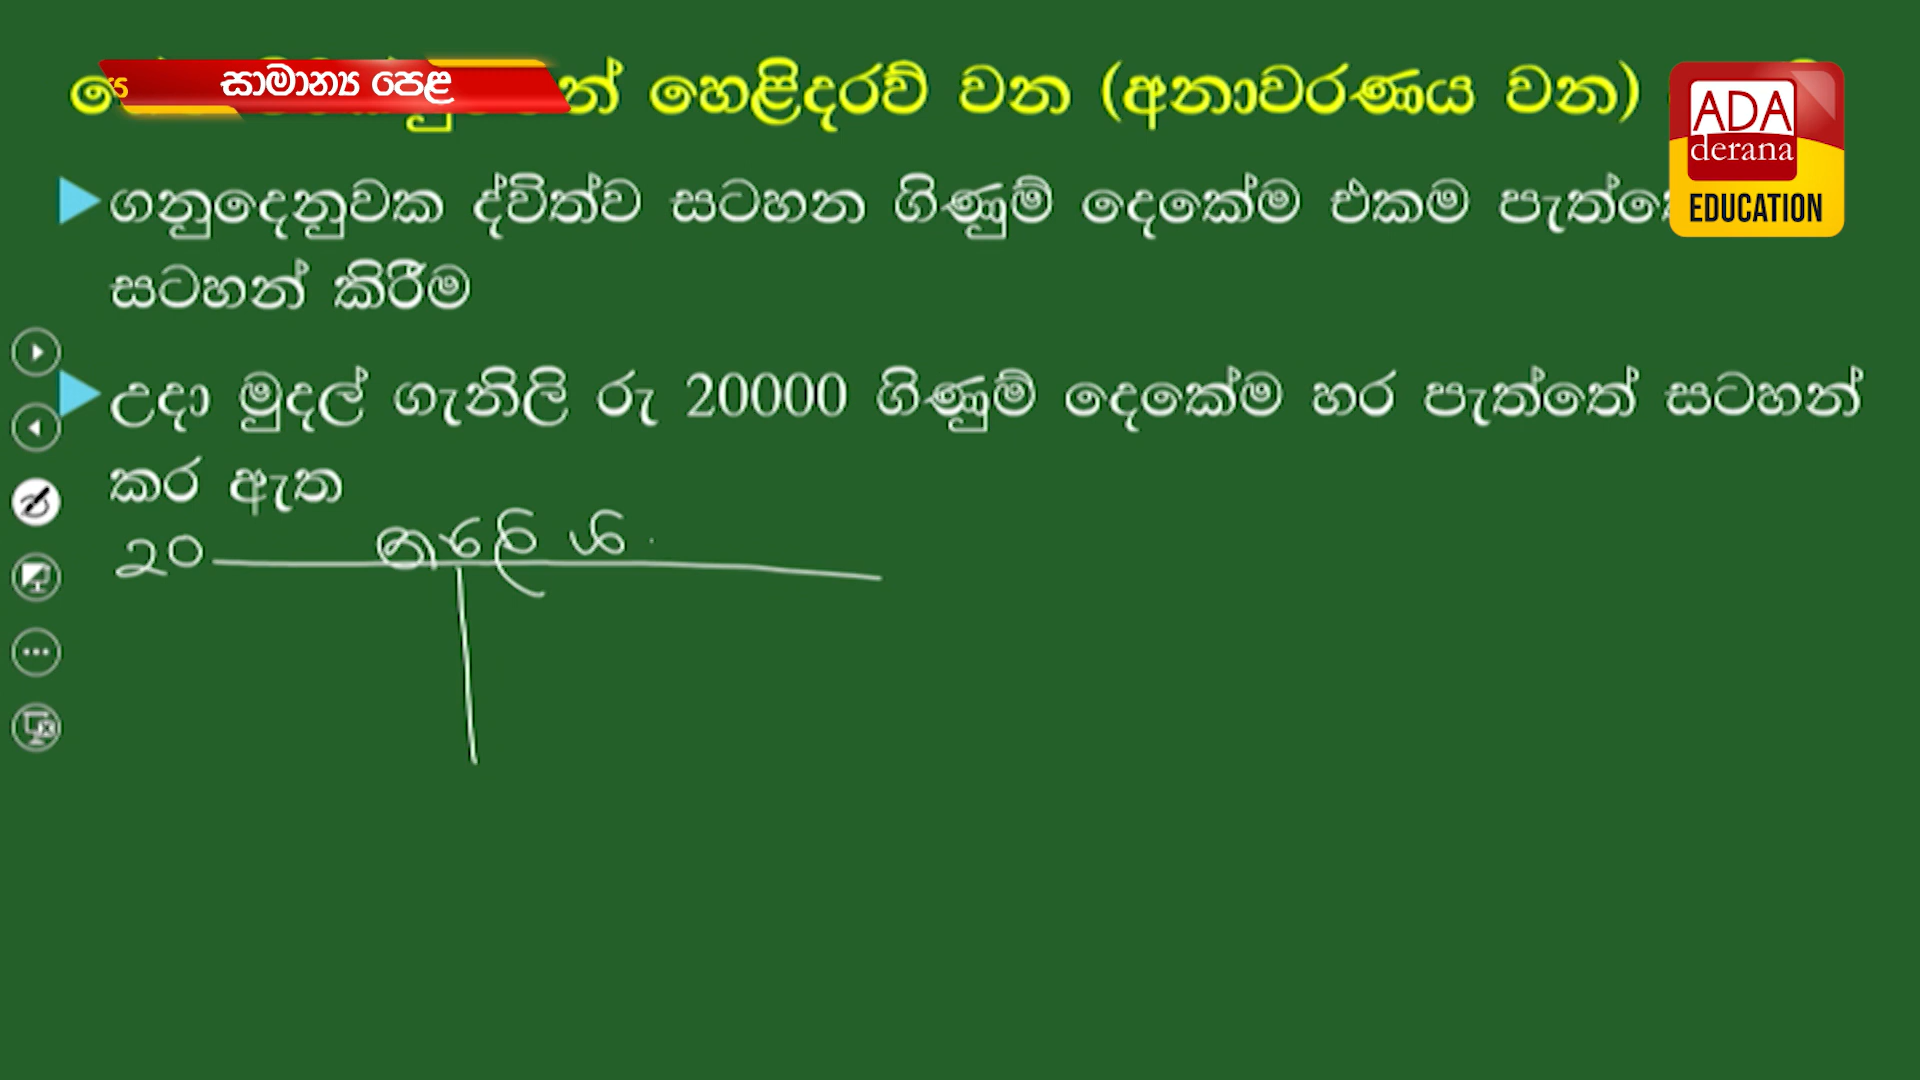 සාමාන්‍ය පෙළ
හෙළිදරව් වන (අනාවරණය වන)
ADA
derana
EDUCATION
ගනුදෙනුවක ද්විත්ව සටහන ගිණුම් දෙකේම එකම
සටහන් කිරීම
උදා මුදල් ගැනිලි රු 20000 ගිණුම් දෙකේම හර පැත්තේ සටහන්
කර ඇත